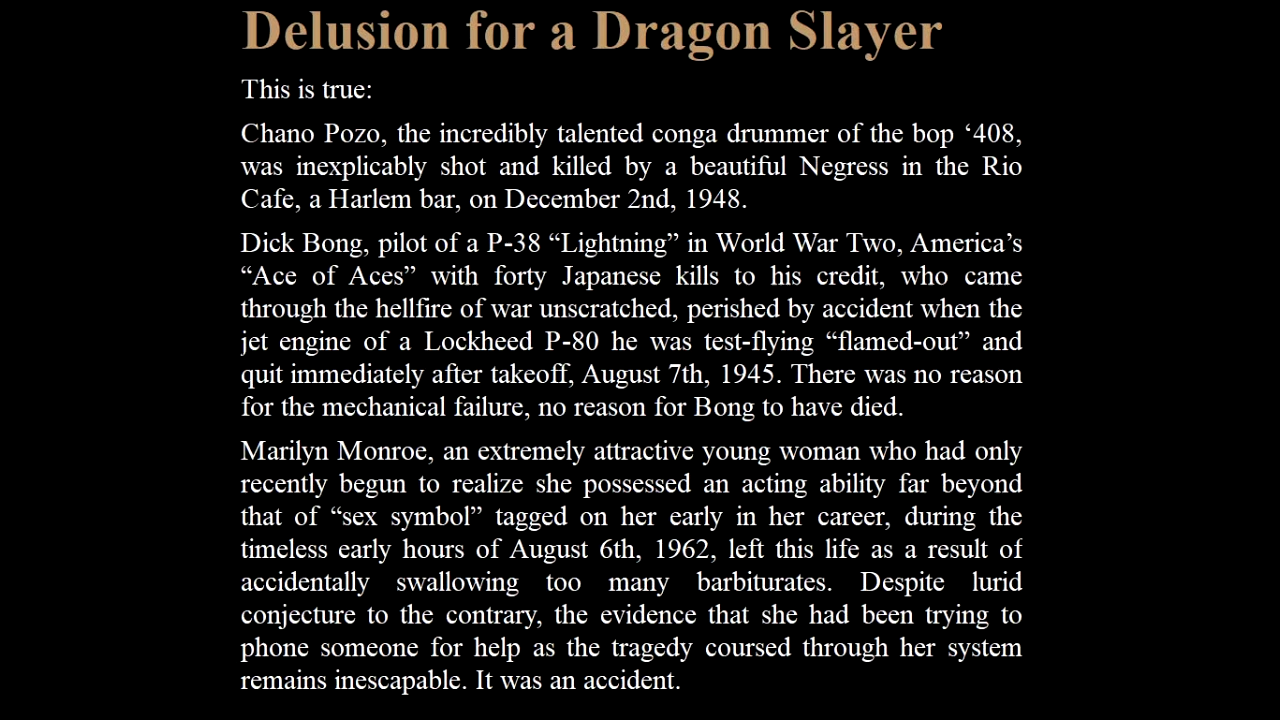 Delusion for a Dragon Slayer
This is true:
Chano Pozo, the incredibly talented conga drummer of the bop ‘408,
was inexplicably shot and killed by a beautiful Negress in the Rio
Cafe, a Harlem bar, on December 2nd, 1948.
Dick Bong, pilot of a P-38 “Lightning” in World War Two, America’s
“Ace of Aces” with forty Japanese kills to his credit, who came
through the hellfire of war unscratched, perished by accident when the
jet engine of a Lockheed P-80 he was test-flying “flamed-out” and
quit immediately after takeoff, August 7th, 1945. There was no reason
for the mechanical failure, no reason for Bong to have died.
Marilyn Monroe, an extremely attractive young woman who had only
recently begun to realize she possessed an acting ability far beyond
that of “sex symbol” tagged on her early in her career, during the
timeless early hours of August 6th, 1962, left this life as a result of
accidentally swallowing too many barbiturates. Despite lurid
conjecture to the contrary, the evidence that she had been trying to
phone someone for help as the tragedy coursed through her system
remains inescapable. It was an accident.